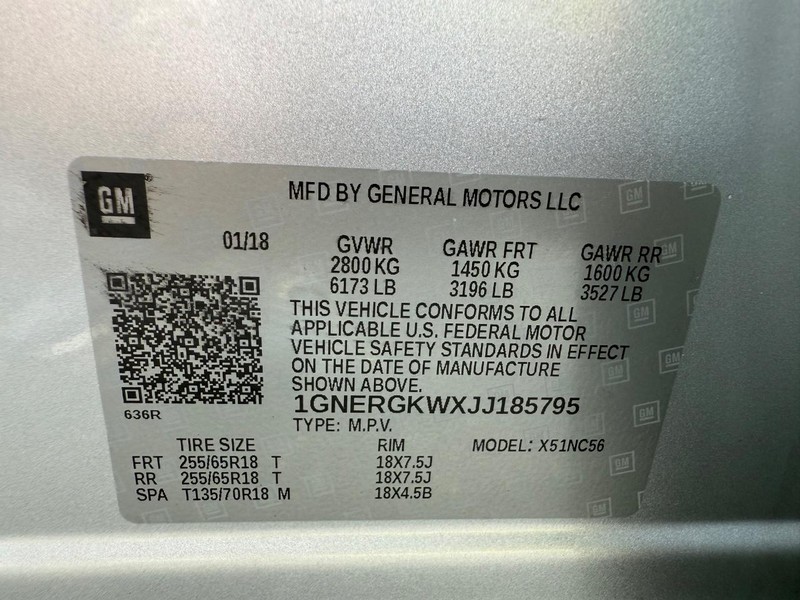 GM
MFD BY GENERAL MOTORS LLC
01/18 GVWR GAWR FRT GAWR RR
2800 KG 1450 KG 1600 KG
6173 LB 3196 LB 3527 LB
THIS VEHICLE CONFORMS TO ALL
APPLICABLE U.S. FEDERAL MOTOR
VEHICLE SAFETY STANDARDS IN EFFECT
ON THE DATE OF MANUFACTURE
SHOWN ABOVE.
636R
1GNERGKWXJJ185795
TYPE: M.P.V.
TIRE SIZE RIM MODEL: X51NC56
FRT 255/65R18 T 18X7.5J
RR 255/65R18 T 18X7.5J
SPA T135/70R18 M 18X4.5B